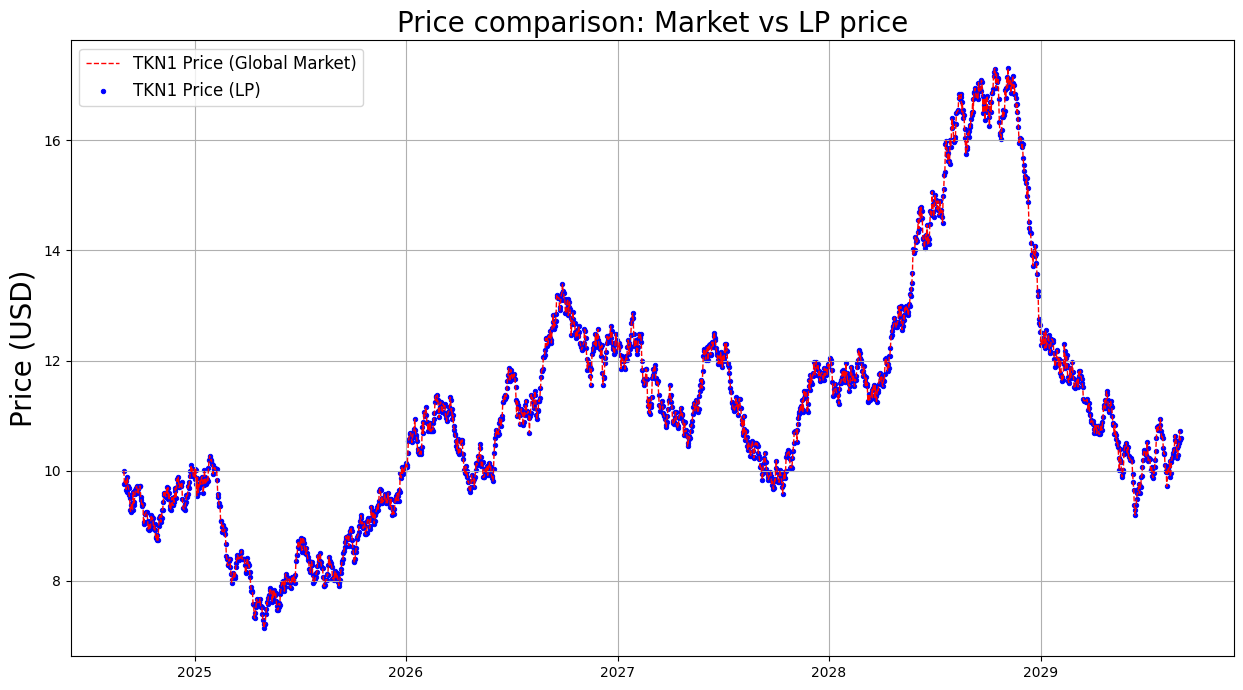 Price comparison: Market vs LP price
TKN1 Price (Global Market)
TKN1 Price (LP)
Price (USD)
16
14
12
10
8
2025
2026
2027
2028
2029